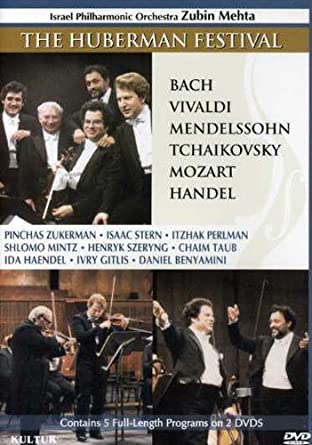 Israel Philharmonic Orchestra Zubin Mehta
THE HUBERMAN FESTIVAL
BACH
VIVALDI
MENDELSSOHN
TCHAIKOVSKY
MOZART
HANDEL
PINCHAS ZUKERMAN • ISAAC STERN • ITZHAK PERLMAN
SHLOMO MINTZ • HENRYK SZERYNG • CHAIM TAUB
IDA HAENDEL • IVRY GITLIS • DANIEL BENYAMINI
Contains 5 Full-Length Programs on 2 DVDS
KULTUR
DVD